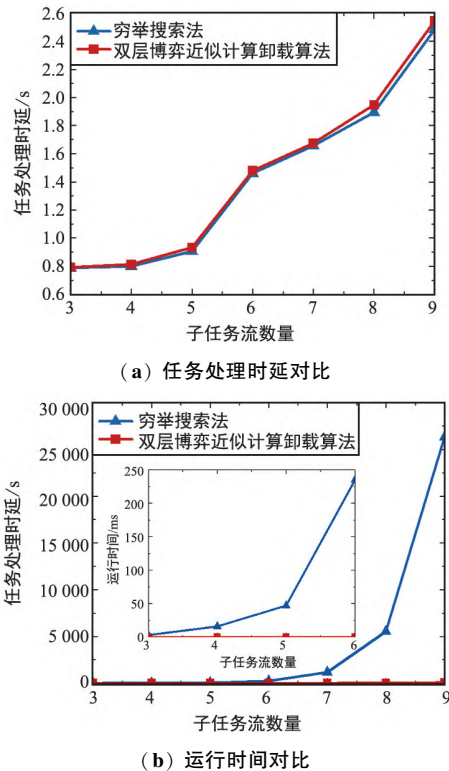 2.6
2.4
2.2
2.0
1.8
1.6
1.4
1.2
1.0
0.8
0.6
任务处理时延/s
穷举搜索法
双层博弈近似计算卸载算法
3 4 5 6 7 8 9
子任务流数量
(a) 任务处理时延对比
30 000
25 000
20 000
15 000
10 000
5 000
0
任务处理时延/s
穷举搜索法
双层博弈近似计算卸载算法
250
200
150
100
50
0
运行时间/ms
3 4 5 6
子任务流数量
3 4 5 6 7 8 9
子任务流数量
(b) 运行时间对比